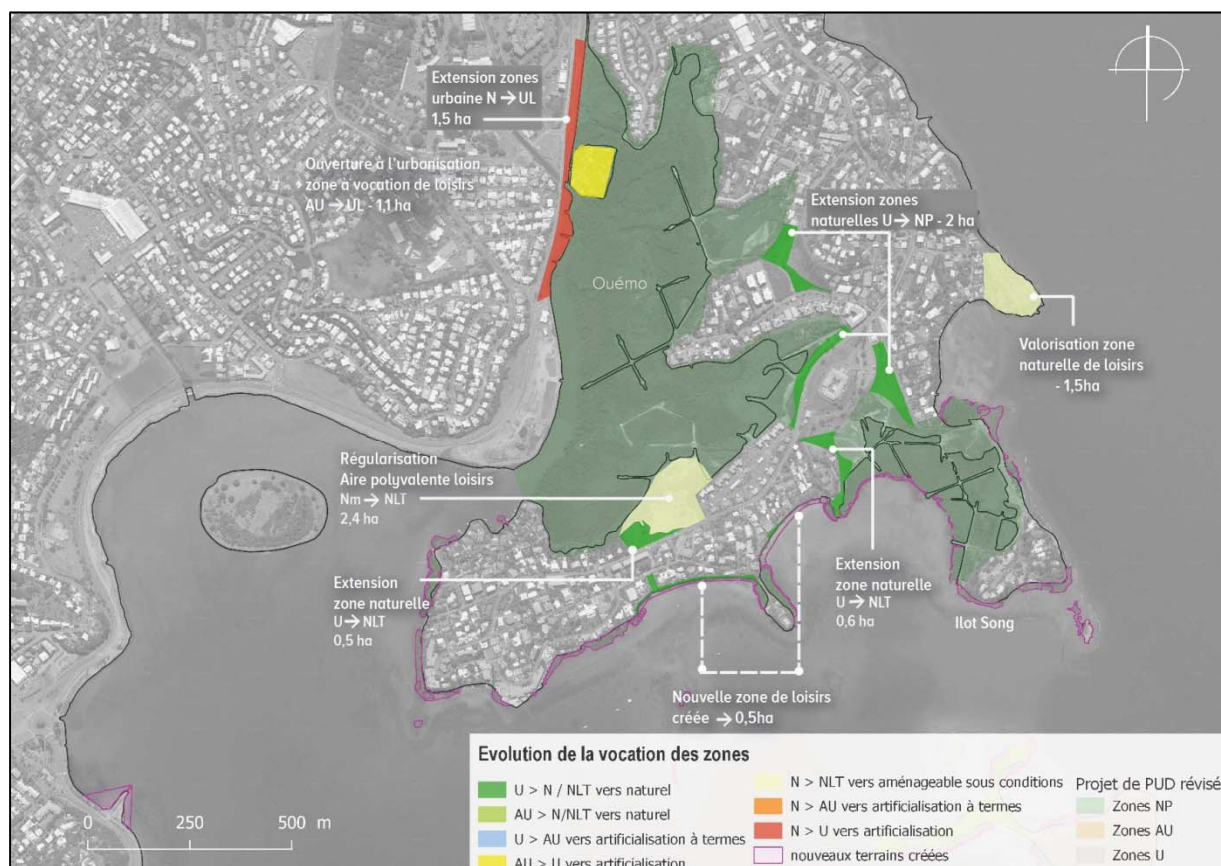 Extension zones
urbaine N → UL
1,5 ha
Ouverture à l'urbanisation
zone à vocation de loisirs
AU → UL - 1,1 ha
Extension zones
naturelles U → NP - 2 ha
Ouémo
Valorisation zone
naturelle de loisirs
- 1,5ha
Régularisation
Aire polyvalente loisirs
Nm → NLT
2,4 ha
Extension
zone naturelle
U → NLT
0,5 ha
Extension
zone naturelle
U → NLT
0,6 ha
Ilot Song
Nouvelle zone de loisirs
créée → 0,5ha
0 250 500 m
Evolution de la vocation des zones
U > N / NLT vers naturel
AU > N/NLT vers naturel
U > AU vers artificialisation à termes
AU > U vers artificialisation
N > NLT vers aménageable sous conditions
N > AU vers artificialisation à termes
N > U vers artificialisation
nouveaux terrains créées
Projet de PUD révisé
Zones NP
Zones AU
Zones U